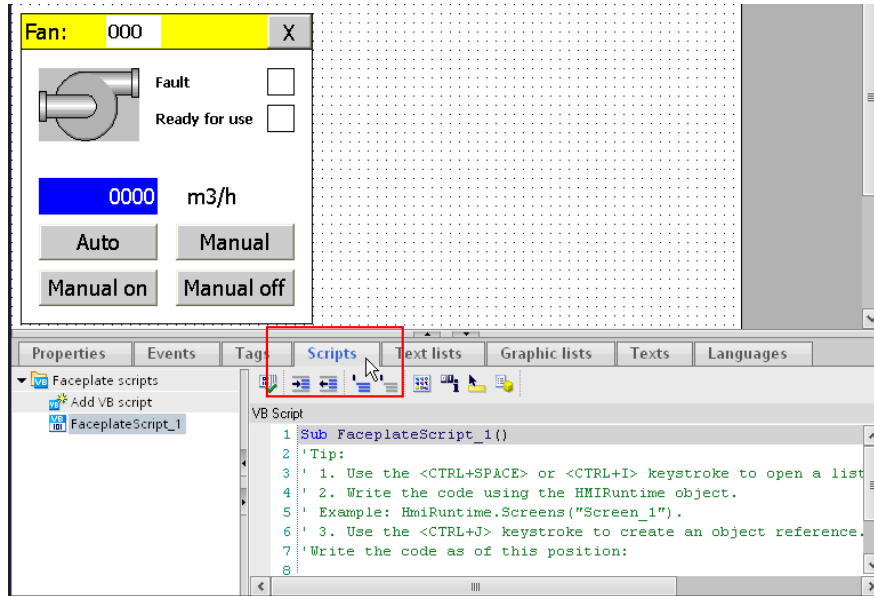 Fan: 000 X
Fault
Ready for use
0000 m3/h
Auto Manual
Manual on Manual off
Properties Events Tags Scripts Text lists Graphic lists Texts Languages
Faceplate scripts
Add VB script
FaceplateScript_1
VB Script
1 Sub FaceplateScript_1()
2 'Tip:
3 ' 1. Use the <CTRL+SPACE> or <CTRL+I> keystroke to open a list
4 ' 2. Write the code using the HMIRuntime object.
5 ' Example: HmiRuntime.Screens("Screen_1").
6 ' 3. Use the <CTRL+J> keystroke to create an object reference.
7 'Write the code as of this position:
8